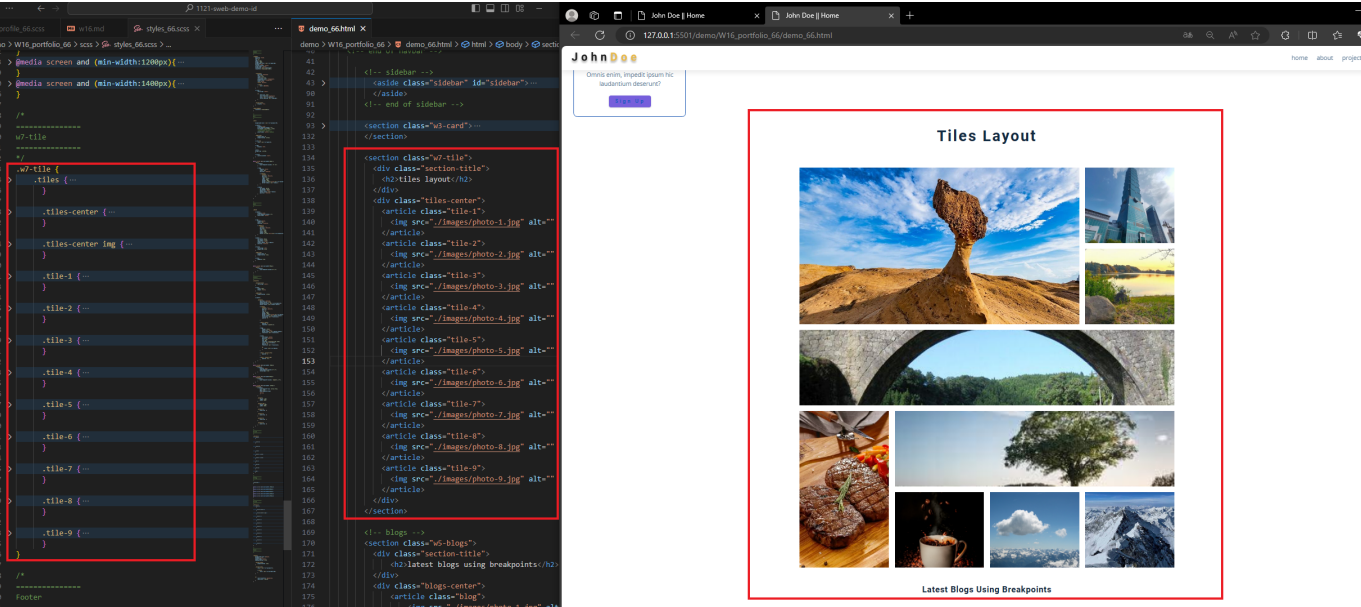 1121-sweb-demo-id
profile_66.scss
w16.md
styles_66.scss
demo_66.html
W16_portfolio_66 > scss > styles_66.scss > ...
demo > W16_portfolio_66 > demo_66.html > html > body >
@media screen and (min-width:1200px){ ...
}
@media screen and (min-width:1400px){ ...
}
/*
===============
w7-tile
===============
*/
.w7-tile {
.tiles { ...
}
.tiles-center { ...
}
.tiles-center img { ...
}
.tile-1 { ...
}
.tile-2 { ...
}
.tile-3 { ...
}
.tile-4 { ...
}
.tile-5 { ...
}
.tile-6 { ...
}
.tile-7 { ...
}
.tile-8 { ...
}
.tile-9 { ...
}
}
/*
===============
Footer
41
42 <!-- sidebar -->
43 <aside class="sidebar" id="sidebar"> ...
90 </aside>
91 <!-- end of sidebar -->
92
93 <section class="w3-card"> ...
132 </section>
133
134 <section class="w7-tile">
135 <div class="section-title">
136 <h2>tiles layout</h2>
137 </div>
138 <div class="tiles-center">
139 <article class="tile-1">
140 <img src="./images/photo-1.jpg" alt=""
141 </article>
142 <article class="tile-2">
143 <img src="./images/photo-2.jpg" alt=""
144 </article>
145 <article class="tile-3">
146 <img src="./images/photo-3.jpg" alt=""
147 </article>
148 <article class="tile-4">
149 <img src="./images/photo-4.jpg" alt=""
150 </article>
151 <article class="tile-5">
152 <img src="./images/photo-5.jpg" alt=""
153 </article>
154 <article class="tile-6">
155 <img src="./images/photo-6.jpg" alt=""
156 </article>
157 <article class="tile-7">
158 <img src="./images/photo-7.jpg" alt=""
159 </article>
160 <article class="tile-8">
161 <img src="./images/photo-8.jpg" alt=""
162 </article>
163 <article class="tile-9">
164 <img src="./images/photo-9.jpg" alt=""
165 </article>
166 </div>
167 </section>
168
169 <!-- blogs -->
170 <section class="w5-blogs">
171 <div class="section-title">
172 <h2>latest blogs using breakpoints</h2>
173 </div>
174 <div class="blogs-center">
175 <article class="blog">
John Doe || Home
John Doe || Home
127.0.0.1:5501/demo/W16_portfolio_66/demo_66.html
JohnDoe
home about project
Omnis enim, impedit ipsum hic
laudantium deserunt?
Sign Up
Tiles Layout
Latest Blogs Using Breakpoints